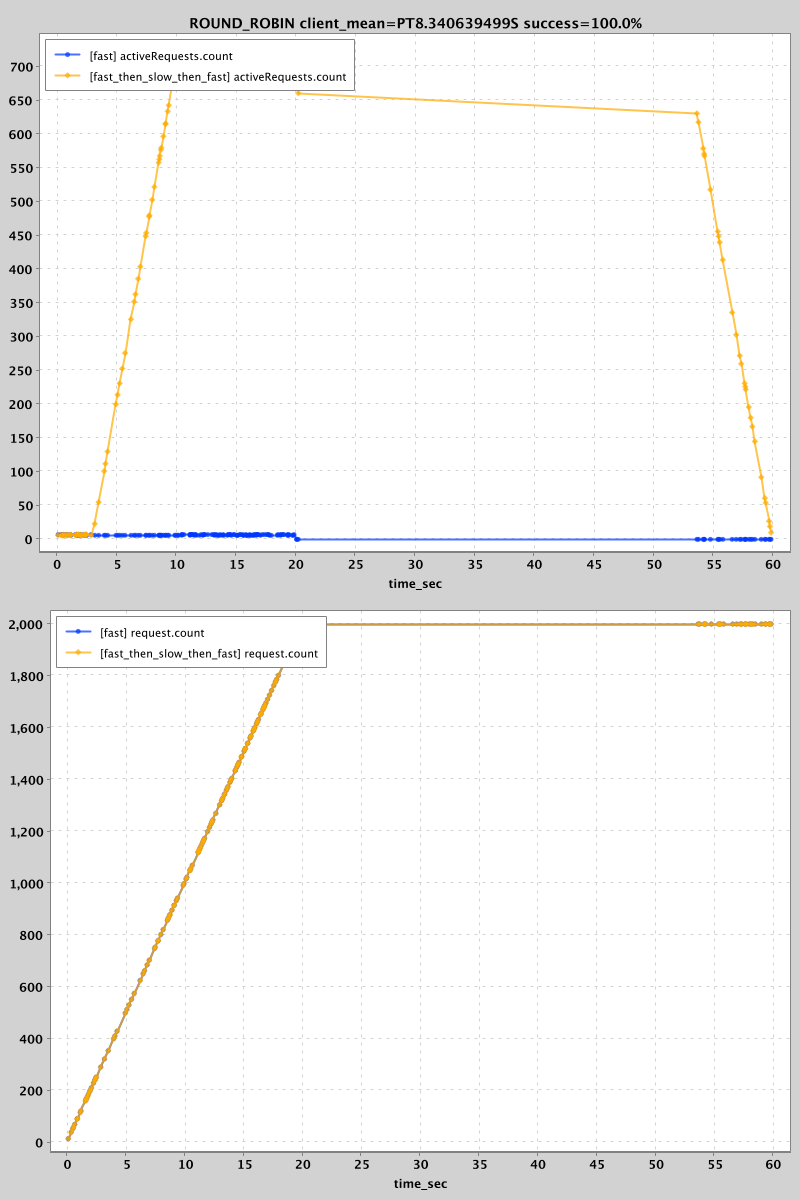 ROUND_ROBIN client_mean=PT8.340639499S success=100.0%
[fast] activeRequests.count
[fast_then_slow_then_fast] activeRequests.count
700
650
600
550
500
450
400
350
300
250
200
150
100
50
0
0 5 10 15 20 25 30 35 40 45 50 55 60
time_sec
[fast] request.count
[fast_then_slow_then_fast] request.count
2,000
1,800
1,600
1,400
1,200
1,000
800
600
400
200
0
0 5 10 15 20 25 30 35 40 45 50 55 60
time_sec